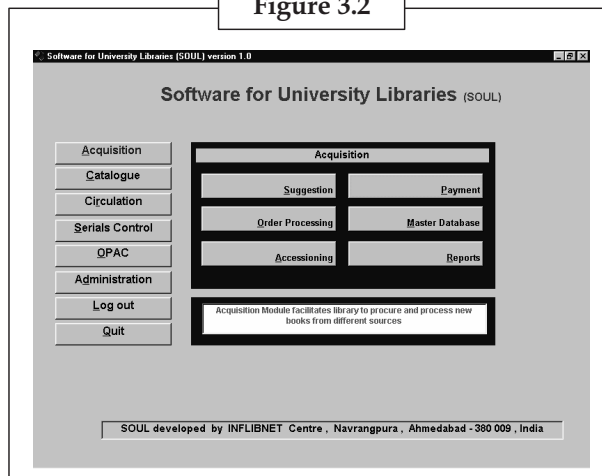 Figure 3.2
Software for University Libraries (SOUL) version 1.0
Software for University Libraries (SOUL)
Acquisition
Catalogue
Circulation
Serials Control
OPAC
Administration
Log out
Quit
Acquisition
Suggestion
Payment
Order Processing
Master Database
Accessioning
Reports
Acquisition Module facilitates library to procure and process new
books from different sources
SOUL developed by INFLIBNET Centre , Navrangpura , Ahmedabad - 380 009 , India